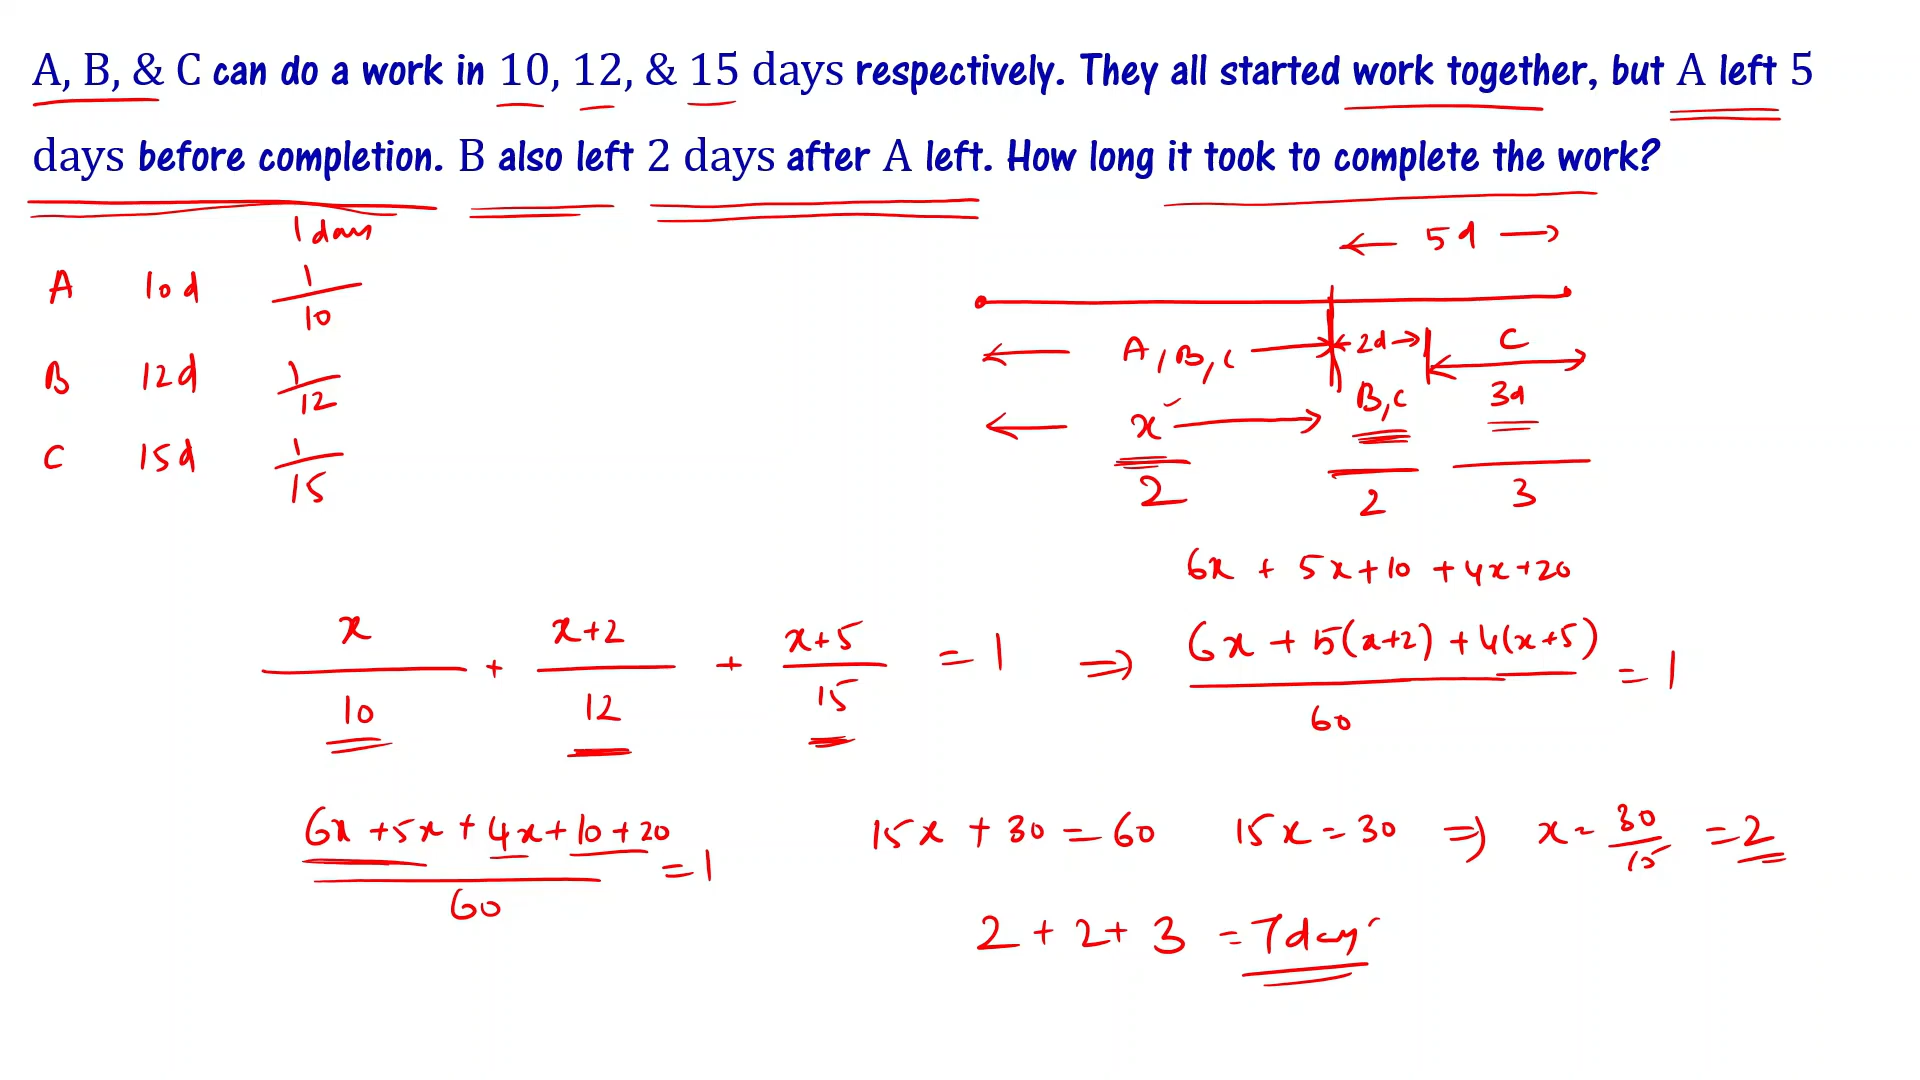 A, B, & C can do a work in 10, 12, & 15 days respectively. They all started work together, but A left 5
days before completion. B also left 2 days after A left. How long it took to complete the work?
1 days
A 10d 1/10
B 12d 1/12
C 15d 1/15
← 5d →
← A, B, C → ← 2d → C
← x → B, C 3d
2 2 3
6x + 5x+10 + 4x+20
x/10 + x+2/12 + x+5/15 = 1 ⇒ 6x + 5(x+2) + 4(x+5)/60 = 1
6x +5x + 4x + 10 + 20/60 = 1 15x + 30 = 60 15x = 30 ⇒ x = 30/15 = 2
2 + 2 + 3 = 7 days